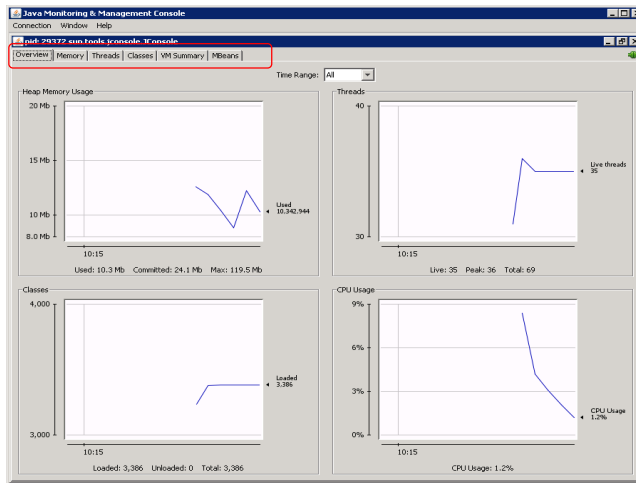 Java Monitoring & Management Console
Connection Window Help
pid: 29372 sun.tools.jconsole.JConsole
Overview Memory Threads Classes VM Summary MBeans
Time Range: All
Heap Memory Usage
20 Mb
15 Mb
10 Mb
8.0 Mb
Used
10,342,944
10:15
Used: 10.3 Mb Committed: 24.1 Mb Max: 119.5 Mb
Threads
40
30
Live threads
35
10:15
Live: 35 Peak: 36 Total: 69
Classes
4,000
3,000
Loaded
3,386
10:15
Loaded: 3,386 Unloaded: 0 Total: 3,386
CPU Usage
9%
6%
3%
0%
CPU Usage
1.2%
10:15
CPU Usage: 1.2%